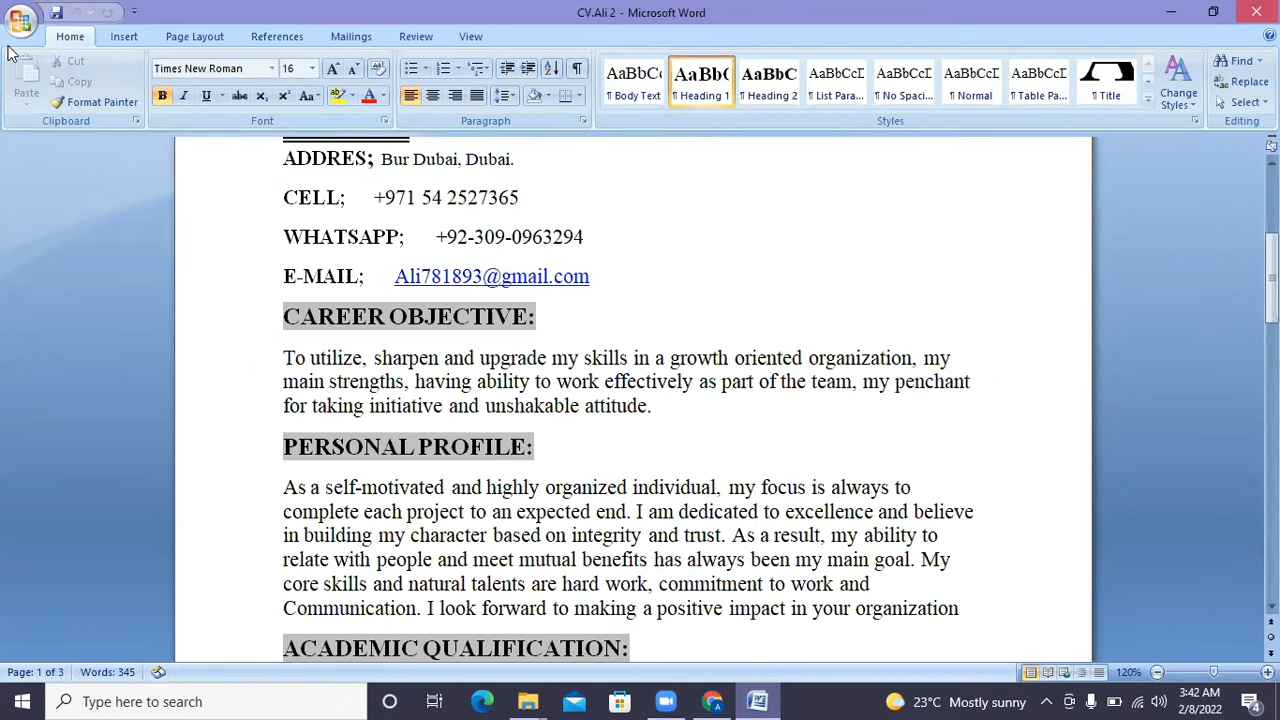 CV.Ali 2 - Microsoft Word
Home Insert Page Layout References Mailings Review View
Paste Cut Copy Format Painter
Times New Roman 16
AaBbCc AaBbC AaBbC AaBbCcI AaBbCcDc AaBbCcI AaBbCcI
¶ Body Text ¶ Heading 1 ¶ Heading 2 ¶ List Para... ¶ No Spaci... ¶ Normal ¶ Table Pa... ¶ Title
Change Styles
Find Replace Select
Clipboard Font Paragraph Styles Editing
ADDRES; Bur Dubai, Dubai.
CELL; +971 54 2527365
WHATSAPP; +92-309-0963294
E-MAIL; Ali781893@gmail.com
CAREER OBJECTIVE:
To utilize, sharpen and upgrade my skills in a growth oriented organization, my
main strengths, having ability to work effectively as part of the team, my penchant
for taking initiative and unshakable attitude.
PERSONAL PROFILE:
As a self-motivated and highly organized individual, my focus is always to
complete each project to an expected end. I am dedicated to excellence and believe
in building my character based on integrity and trust. As a result, my ability to
relate with people and meet mutual benefits has always been my main goal. My
core skills and natural talents are hard work, commitment to work and
Communication. I look forward to making a positive impact in your organization
ACADEMIC QUALIFICATION:
Page: 1 of 3 Words: 345 120%
Type here to search 23°C Mostly sunny 3:42 AM
2/8/2022